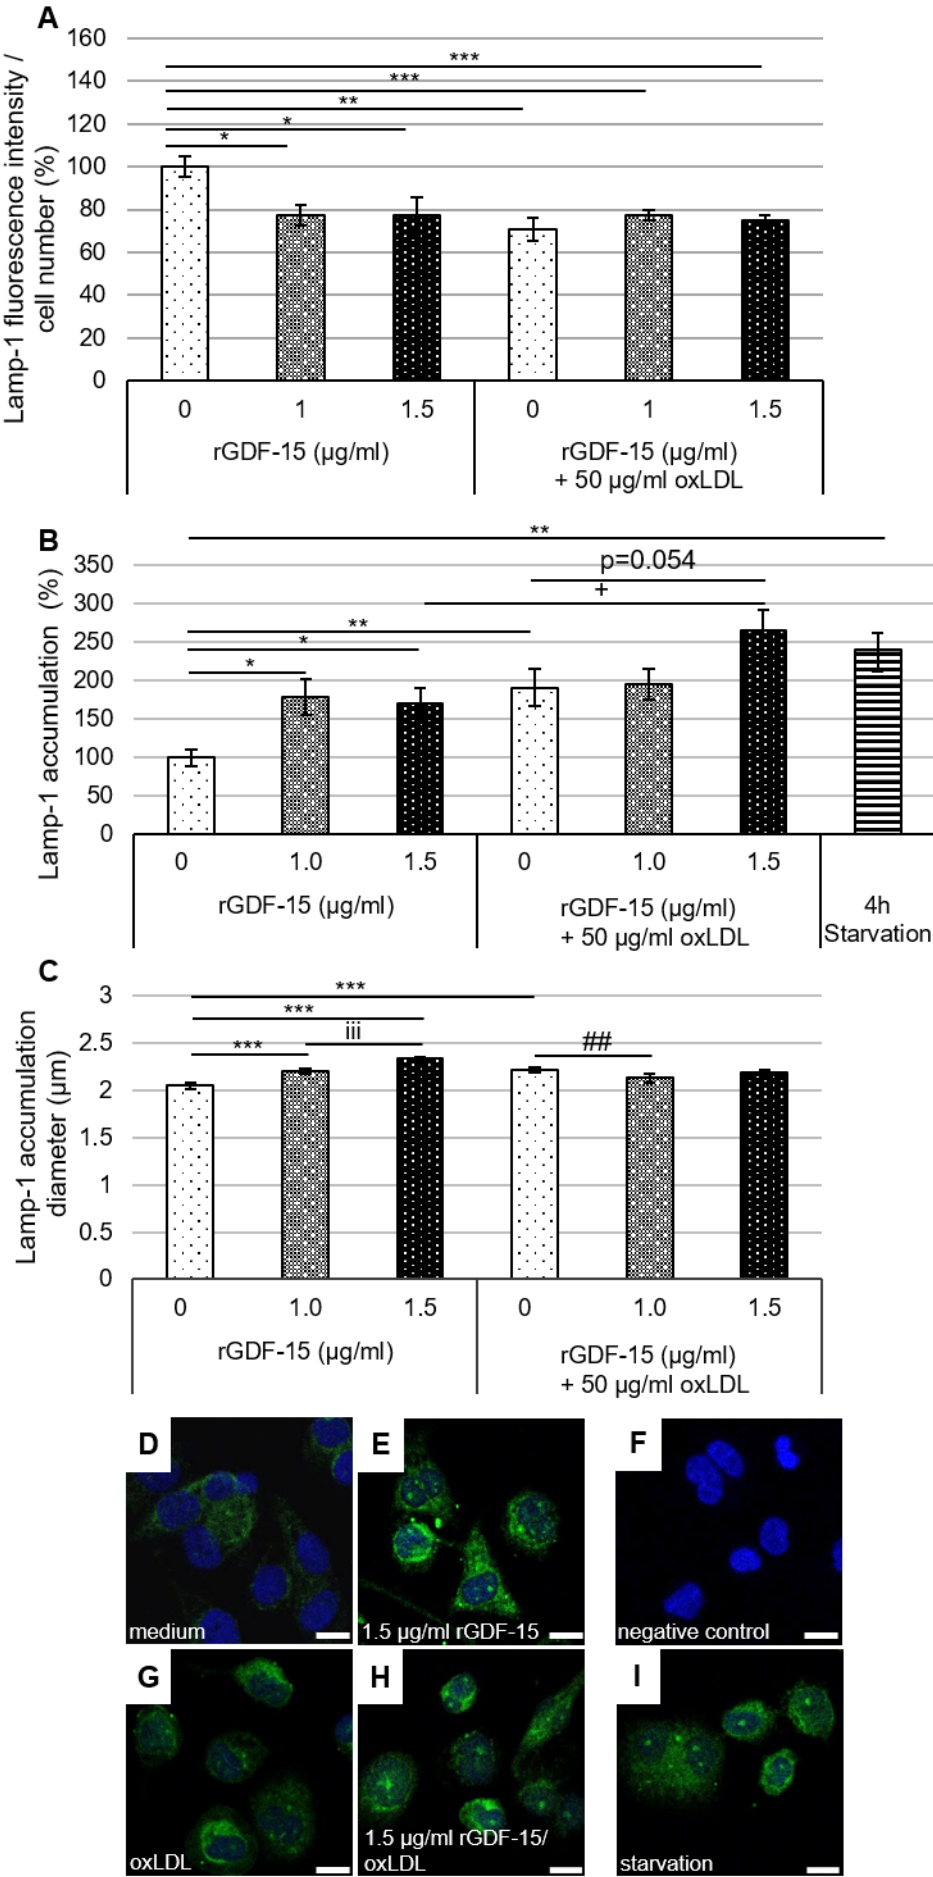 A
Lamp-1 fluorescence intensity /
cell number (%)
160
140
120
100
80
60
40
20
0
***
***
**
*
*
0 1 1.5 0 1 1.5
rGDF-15 (µg/ml) rGDF-15 (µg/ml)
+ 50 µg/ml oxLDL
B
Lamp-1 accumulation (%)
350
300
250
200
150
100
50
0
**
p=0.054
+
**
*
*
0 1.0 1.5 0 1.0 1.5
rGDF-15 (µg/ml) rGDF-15 (µg/ml) 4h
+ 50 µg/ml oxLDL Starvation
C
Lamp-1 accumulation
diameter (µm)
3
2.5
2
1.5
1
0.5
0
***
***
iii
***
##
0 1.0 1.5 0 1.0 1.5
rGDF-15 (µg/ml) rGDF-15 (µg/ml)
+ 50 µg/ml oxLDL
D
medium
E
1.5 µg/ml rGDF-15
F
negative control
G
oxLDL
H
1.5 µg/ml rGDF-15/
oxLDL
I
starvation